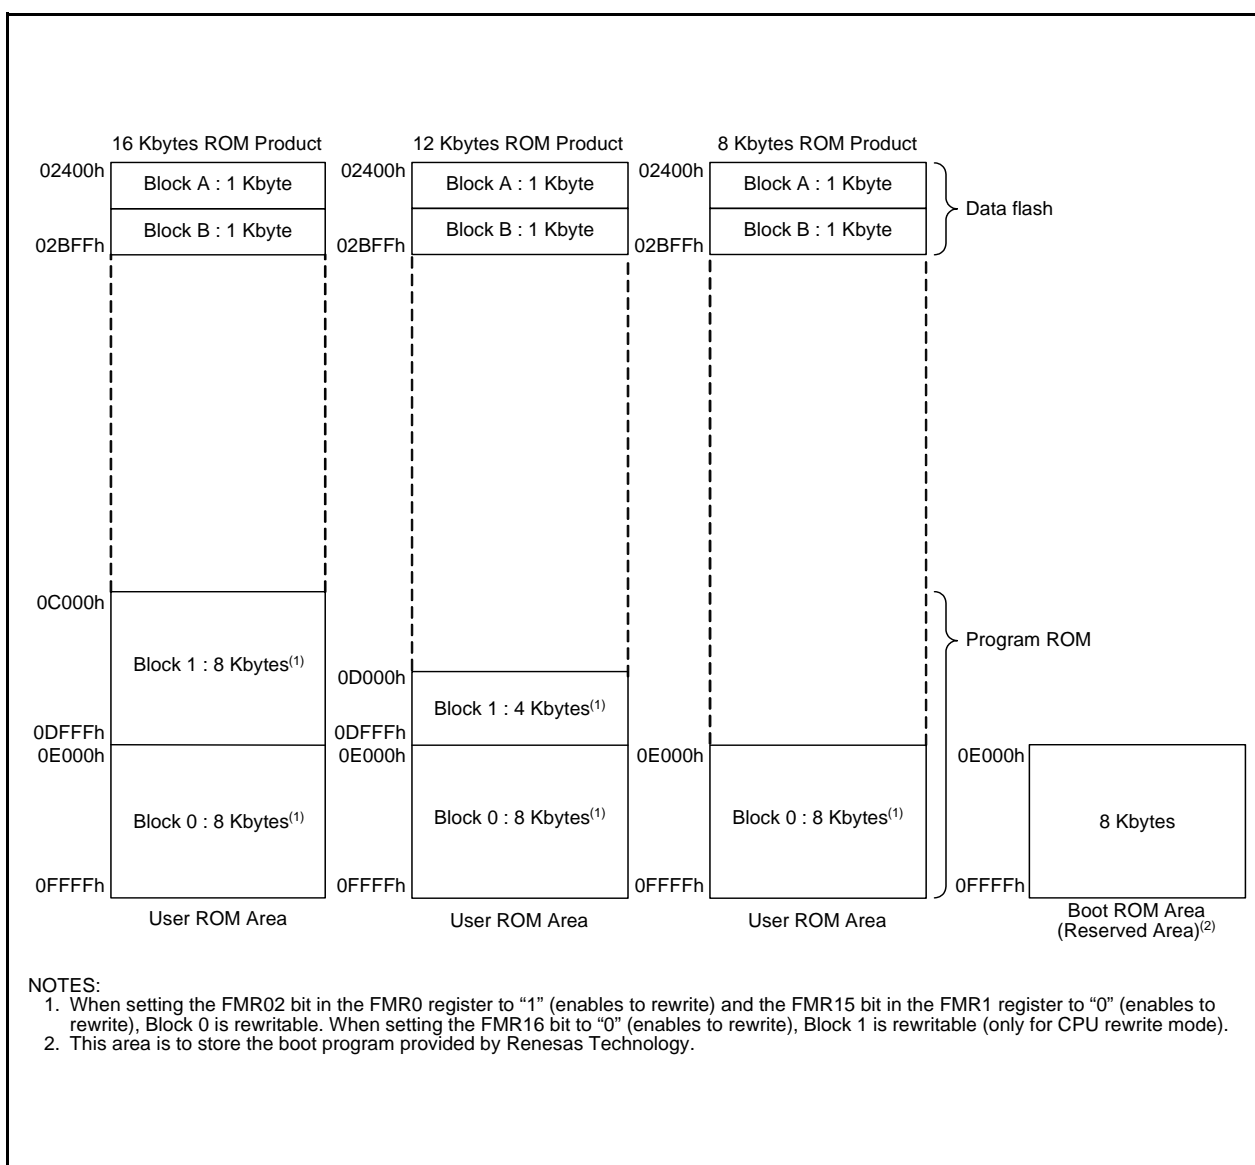 16 Kbytes ROM Product
02400h
Block A : 1 Kbyte
Block B : 1 Kbyte
02BFFh
0C000h
Block 1 : 8 Kbytes(1)
0DFFFh
0E000h
Block 0 : 8 Kbytes(1)
0FFFFh
User ROM Area
12 Kbytes ROM Product
02400h
Block A : 1 Kbyte
Block B : 1 Kbyte
02BFFh
0D000h
Block 1 : 4 Kbytes(1)
0DFFFh
0E000h
Block 0 : 8 Kbytes(1)
0FFFFh
User ROM Area
8 Kbytes ROM Product
02400h
Block A : 1 Kbyte
Block B : 1 Kbyte
02BFFh
0E000h
Block 0 : 8 Kbytes(1)
0FFFFh
User ROM Area
Data flash
Program ROM
0E000h
8 Kbytes
0FFFFh
Boot ROM Area
(Reserved Area)(2)
NOTES:
1. When setting the FMR02 bit in the FMR0 register to “1” (enables to rewrite) and the FMR15 bit in the FMR1 register to “0” (enables to
rewrite), Block 0 is rewritable. When setting the FMR16 bit to “0” (enables to rewrite), Block 1 is rewritable (only for CPU rewrite mode).
2. This area is to store the boot program provided by Renesas Technology.